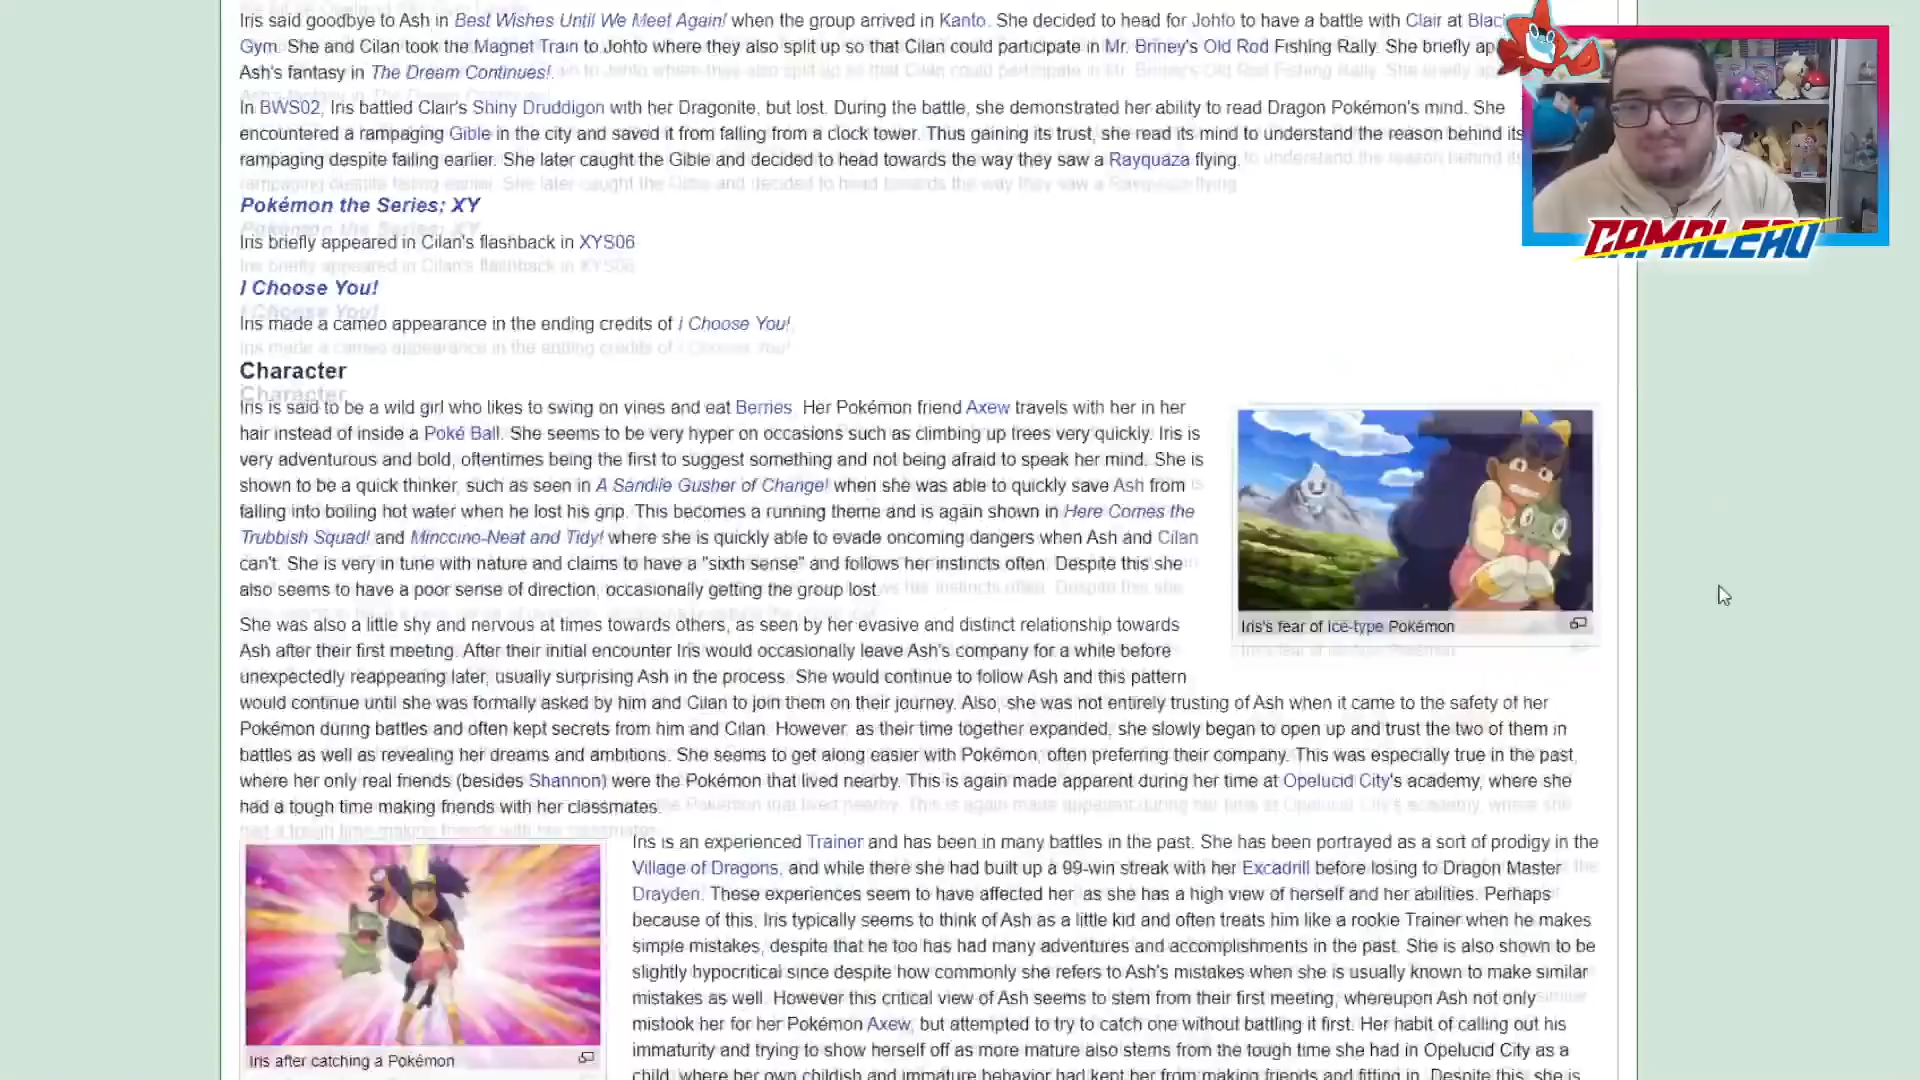 Iris said goodbye to Ash in Best Wishes Until We Meet Again! when the group arrived in Kanto. She decided to head for Johto to have a battle with Clair at
Gym. She and Cilan took the Magnet Train to Johto where they also split up so that Cilan could participate in Mr. Briney's Old Rod Fishing Rally. She briefly
Ash's fantasy in The Dream Continues!.
In BWS02, Iris battled Clair's Shiny Druddigon with her Dragonite, but lost. During the battle, she demonstrated her ability to read Dragon Pokémon's mind. She
encountered a rampaging Gible in the city and saved it from falling from a clock tower. Thus gaining its trust, she read its mind to understand the reason behind its
rampaging despite failing earlier. She later caught the Gible and decided to head towards the way they saw a Rayquaza flying.
Pokémon the Series: XY
Iris briefly appeared in Cilan's flashback in XYS06
I Choose You!
Iris made a cameo appearance in the ending credits of I Choose You!
Character
Iris is said to be a wild girl who likes to swing on vines and eat Berries. Her Pokémon friend Axew travels with her in her
hair instead of inside a Poké Ball. She seems to be very hyper on occasions such as climbing up trees very quickly. Iris is
very adventurous and bold, oftentimes being the first to suggest something and not being afraid to speak her mind. She is
shown to be a quick thinker, such as seen in A Sandile Gusher of Change! when she was able to quickly save Ash from
falling into boiling hot water when he lost his grip. This becomes a running theme and is again shown in Here Comes the
Trubbish Squad! and Minccino-Neat and Tidy! where she is quickly able to evade oncoming dangers when Ash and Cilan
can't. She is very in tune with nature and claims to have a "sixth sense" and follows her instincts often. Despite this she
also seems to have a poor sense of direction, occasionally getting the group lost.
Iris's fear of Ice-type Pokémon
She was also a little shy and nervous at times towards others, as seen by her evasive and distinct relationship towards
Ash after their first meeting. After their initial encounter Iris would occasionally leave Ash's company for a while before
unexpectedly reappearing later, usually surprising Ash in the process. She would continue to follow Ash and this pattern
would continue until she was formally asked by him and Cilan to join them on their journey. Also, she was not entirely trusting of Ash when it came to the safety of her
Pokémon during battles and often kept secrets from him and Cilan. However, as their time together expanded, she slowly began to open up and trust the two of them in
battles as well as revealing her dreams and ambitions. She seems to get along easier with Pokémon, often preferring their company. This was especially true in the past,
where her only real friends (besides Shannon) were the Pokémon that lived nearby. This is again made apparent during her time at Opelucid City's academy, where she
had a tough time making friends with her classmates.
Iris is an experienced Trainer and has been in many battles in the past. She has been portrayed as a sort of prodigy in the
Village of Dragons, and while there she had built up a 99-win streak with her Excadrill before losing to Dragon Master
Drayden. These experiences seem to have affected her, as she has a high view of herself and her abilities. Perhaps
because of this, Iris typically seems to think of Ash as a little kid and often treats him like a rookie Trainer when he makes
simple mistakes, despite that he too has had many adventures and accomplishments in the past. She is also shown to be
slightly hypocritical since despite how commonly she refers to Ash's mistakes when she is usually known to make similar
mistakes as well. However this critical view of Ash seems to stem from their first meeting, whereupon Ash not only
mistook her for her Pokémon Axew, but attempted to try to catch one without battling it first. Her habit of calling out his
immaturity and trying to show herself off as more mature also stems from the tough time she had in Opelucid City as a
child, where her own childish and immature behavior had kept her from making friends and fitting in. Despite this, she is
Iris after catching a Pokémon
CAMALEAU